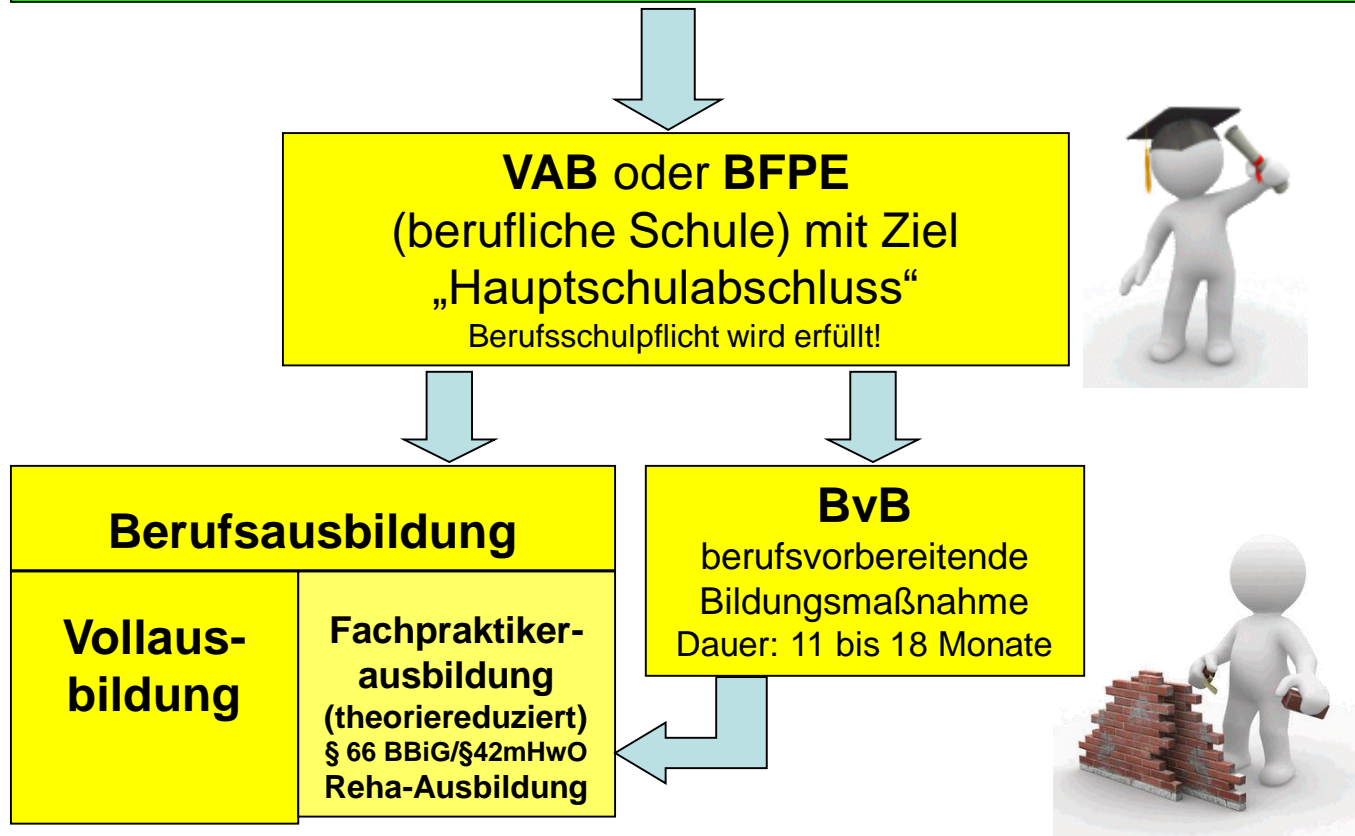 VAB oder BFPE
(berufliche Schule) mit Ziel
„Hauptschulabschluss“
Berufsschulpflicht wird erfüllt!
Berufsausbildung
Vollaus-
bildung
Fachpraktiker-
ausbildung
(theoriereduziert)
§ 66 BBiG/§42mHwO
Reha-Ausbildung
BvB
berufsvorbereitende
Bildungsmaßnahme
Dauer: 11 bis 18 Monate